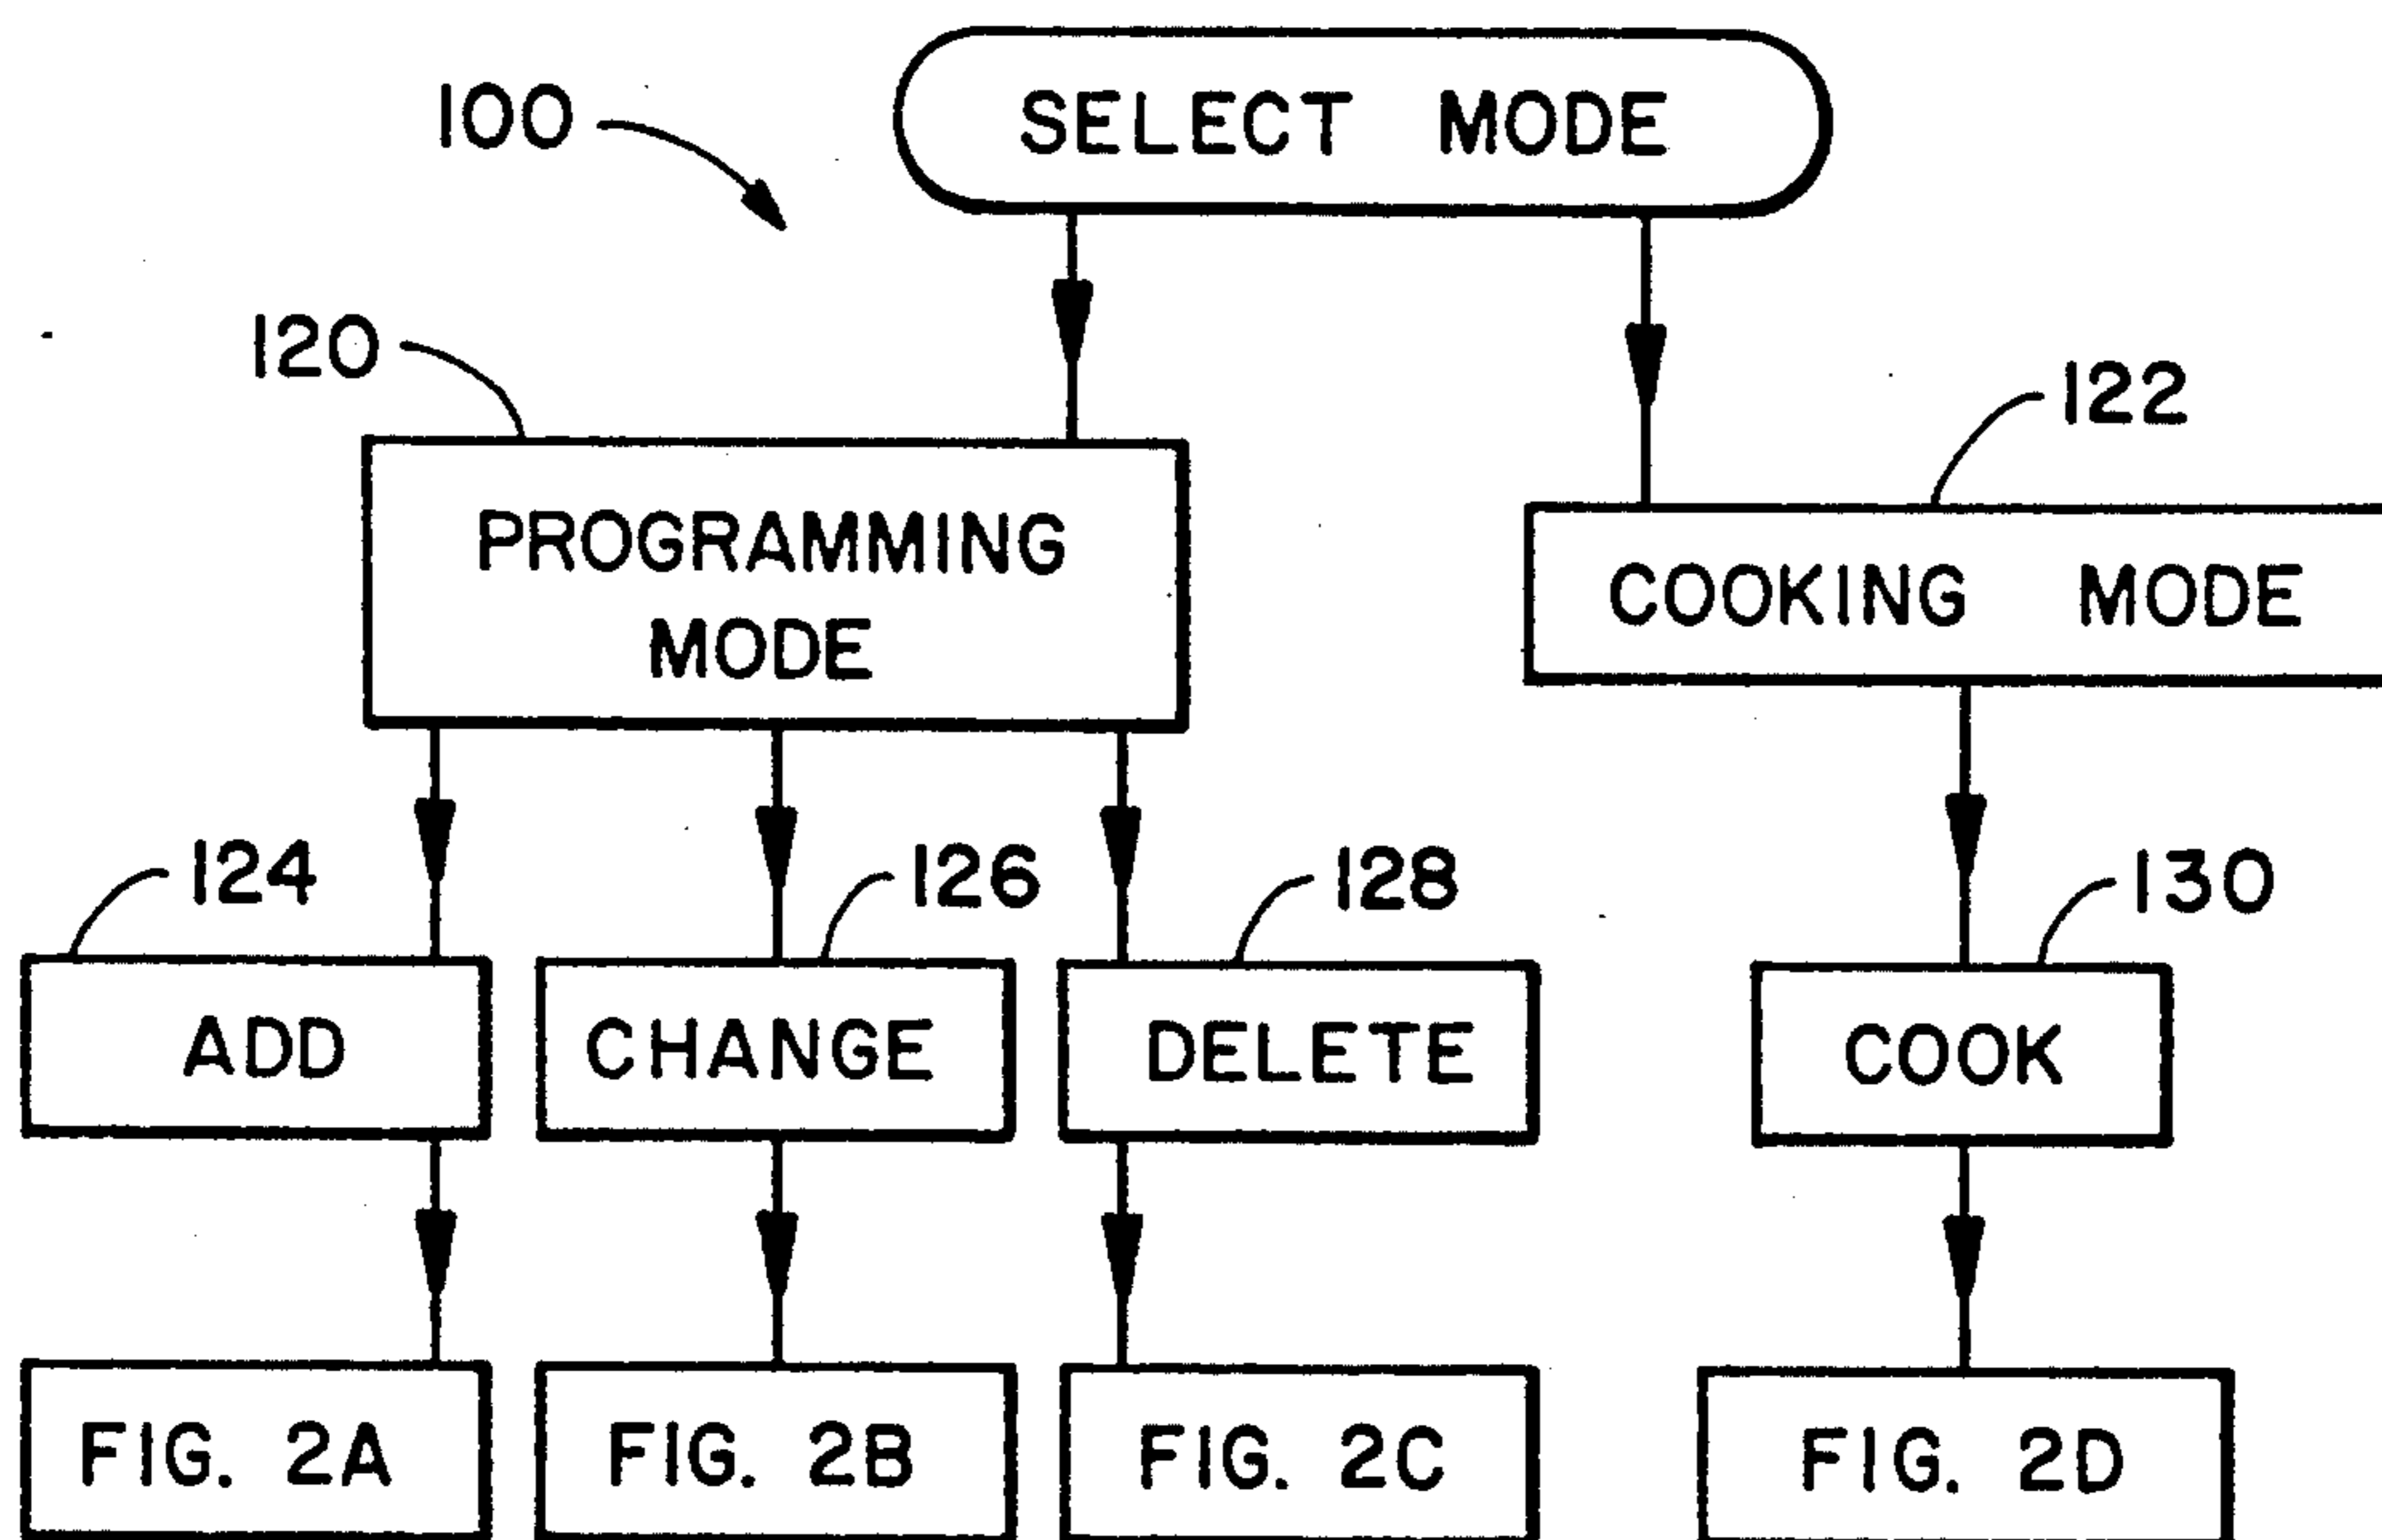 100
SELECT MODE
120
122
PROGRAMMING
MODE
COOKING MODE
124
126
128
130
ADD
CHANGE
DELETE
COOK
FIG. 2A
FIG. 2B
FIG. 2C
FIG. 2D